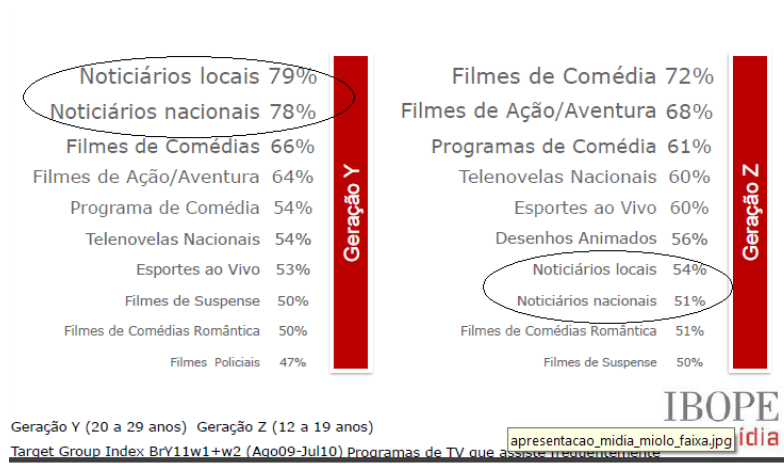 Noticiários locais 79%
Noticiários nacionais 78%
Filmes de Comédias 66%
Filmes de Ação/Aventura 64%
Programa de Comédia 54%
Telenovelas Nacionais 54%
Esportes ao Vivo 53%
Filmes de Suspense 50%
Filmes de Comédias Romântica 50%
Filmes Policiais 47%
Geração Y
Filmes de Comédia 72%
Filmes de Ação/Aventura 68%
Programas de Comédia 61%
Telenovelas Nacionais 60%
Esportes ao Vivo 60%
Desenhos Animados 56%
Noticiários locais 54%
Noticiários nacionais 51%
Filmes de Comédias Romântica 51%
Filmes de Suspense 50%
Geração Z
IBOPE
ídia
Geração Y (20 a 29 anos) Geração Z (12 a 19 anos)
apresentacao_midia_miolo_faixa.jpg
Target Group Index BrY11w1+w2 (Ago09-Jul10) Programas de TV que assiste frequentemente